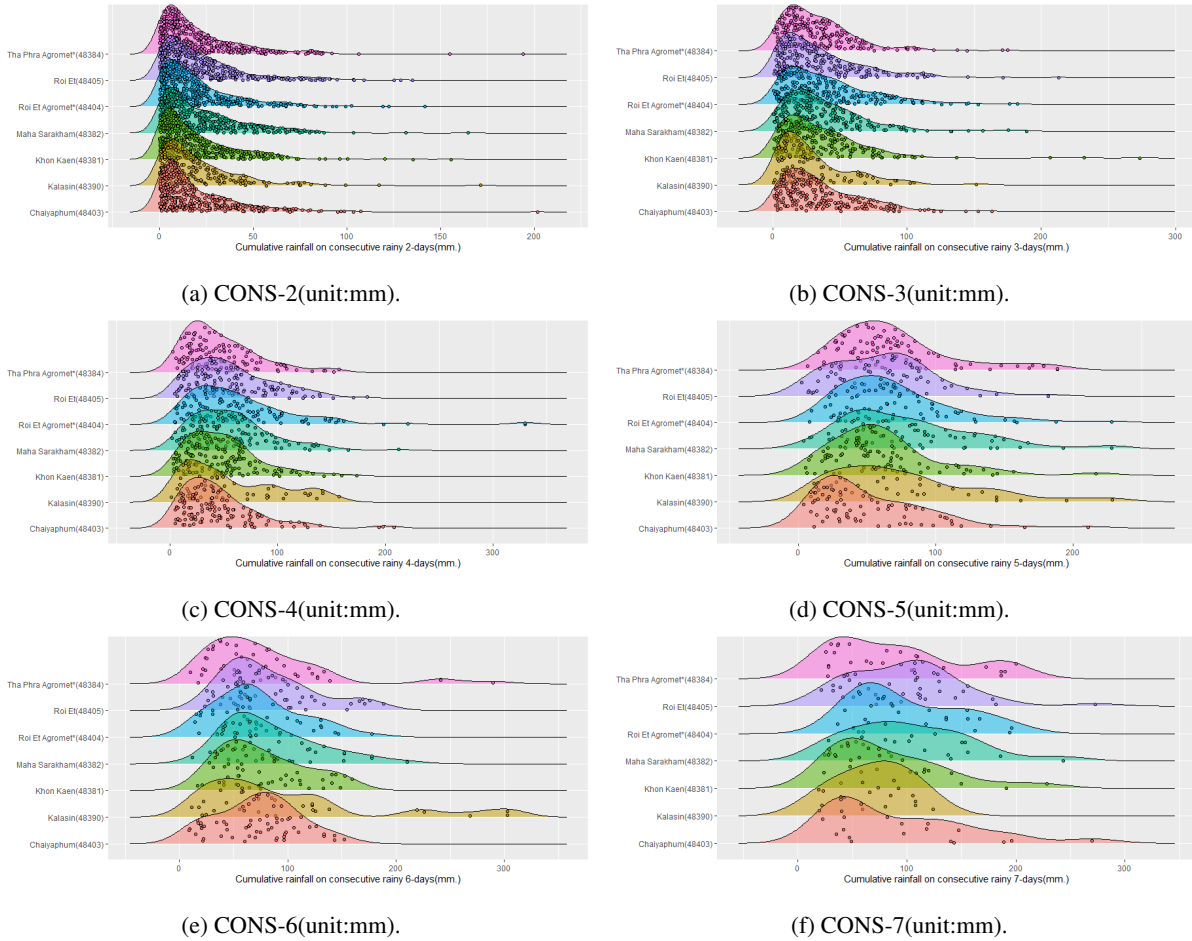 Tha Phra Agromet*(48384)
Roi Et(48405)
Roi Et Agromet*(48404)
Maha Sarakham(48382)
Khon Kaen(48381)
Kalasin(48390)
Chaiyaphum(48403)
0 50 100 150 200
Cumulative rainfall on consecutive rainy 2-days(mm.)
(a) CONS-2(unit:mm).
Tha Phra Agromet*(48384)
Roi Et(48405)
Roi Et Agromet*(48404)
Maha Sarakham(48382)
Khon Kaen(48381)
Kalasin(48390)
Chaiyaphum(48403)
0 100 200 300
Cumulative rainfall on consecutive rainy 3-days(mm.)
(b) CONS-3(unit:mm).
Tha Phra Agromet*(48384)
Roi Et(48405)
Roi Et Agromet*(48404)
Maha Sarakham(48382)
Khon Kaen(48381)
Kalasin(48390)
Chaiyaphum(48403)
0 100 200 300
Cumulative rainfall on consecutive rainy 4-days(mm.)
(c) CONS-4(unit:mm).
Tha Phra Agromet*(48384)
Roi Et(48405)
Roi Et Agromet*(48404)
Maha Sarakham(48382)
Khon Kaen(48381)
Kalasin(48390)
Chaiyaphum(48403)
0 100 200
Cumulative rainfall on consecutive rainy 5-days(mm.)
(d) CONS-5(unit:mm).
Tha Phra Agromet*(48384)
Roi Et(48405)
Roi Et Agromet*(48404)
Maha Sarakham(48382)
Khon Kaen(48381)
Kalasin(48390)
Chaiyaphum(48403)
0 100 200 300
Cumulative rainfall on consecutive rainy 6-days(mm.)
(e) CONS-6(unit:mm).
Tha Phra Agromet*(48384)
Roi Et(48405)
Roi Et Agromet*(48404)
Maha Sarakham(48382)
Khon Kaen(48381)
Kalasin(48390)
Chaiyaphum(48403)
0 100 200 300
Cumulative rainfall on consecutive rainy 7-days(mm.)
(f) CONS-7(unit:mm).